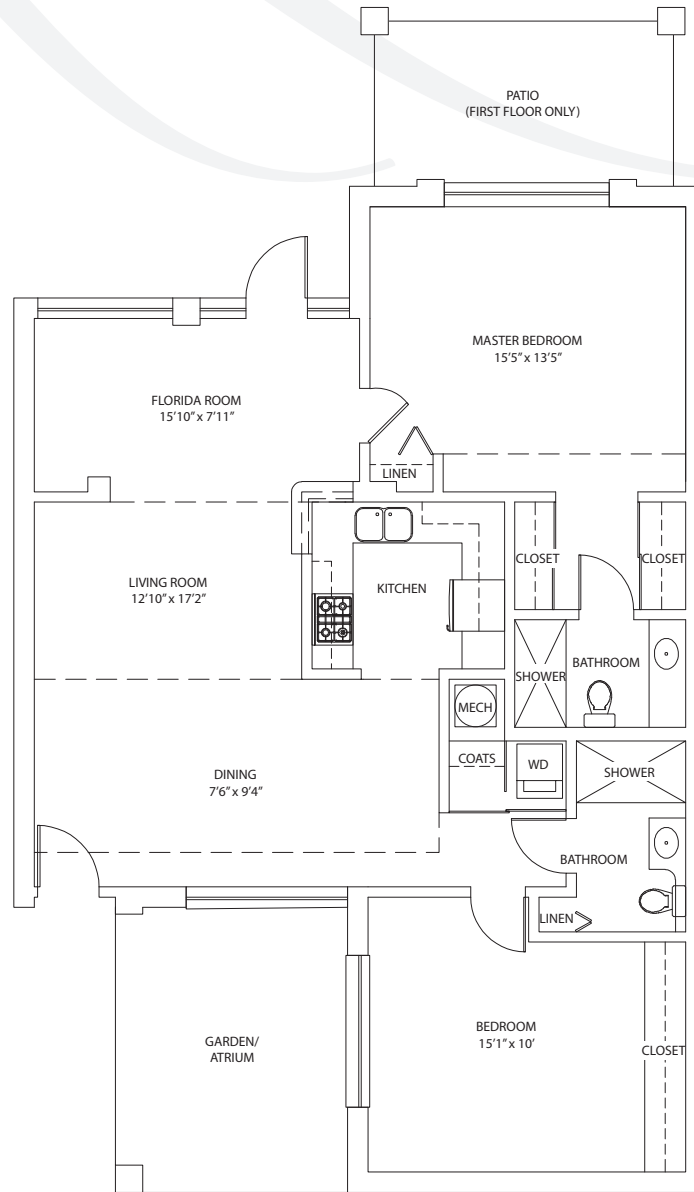 PATIO
(FIRST FLOOR ONLY)
MASTER BEDROOM
15'5" x 13'5"
FLORIDA ROOM
15'10" x 7'11"
LINEN
LIVING ROOM
12'10" x 17'2"
KITCHEN
CLOSET
CLOSET
BATHROOM
SHOWER
MECH
COATS
WD
SHOWER
DINING
7'6" x 9'4"
BATHROOM
LINEN
BEDROOM
15'1" x 10'
CLOSET
GARDEN/
ATRIUM